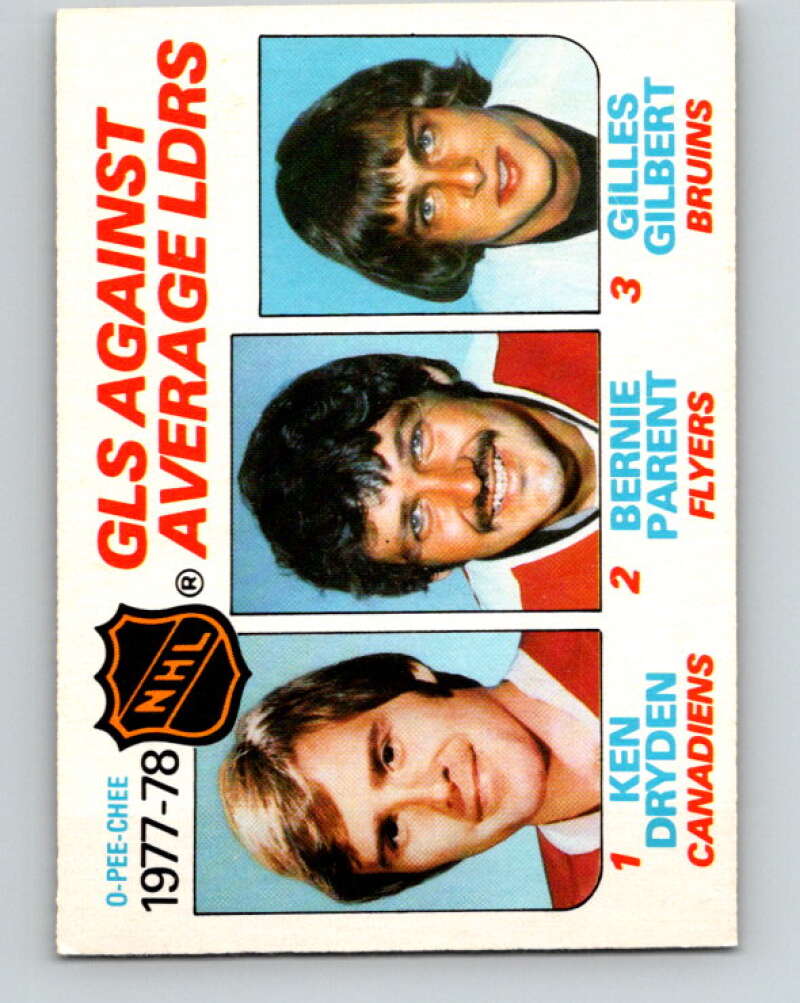 O-PEE-CHEE
1977-78
NHL
®
GLS AGAINST
AVERAGE LDRS
1 KEN
DRYDEN
CANADIENS
2 BERNIE
PARENT
FLYERS
3 GILLES
GILBERT
BRUINS